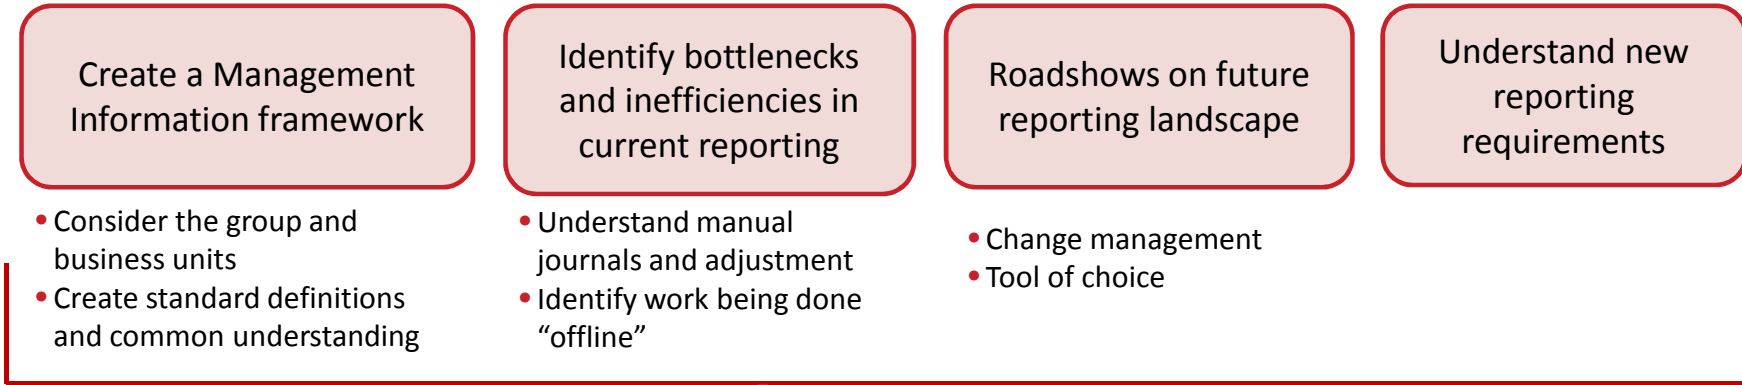 Create a Management
Information framework
• Consider the group and
business units
• Create standard definitions
and common understanding
Identify bottlenecks
and inefficiencies in
current reporting
• Understand manual
journals and adjustment
• Identify work being done
“offline”
Roadshows on future
reporting landscape
• Change management
• Tool of choice
Understand new
reporting
requirements